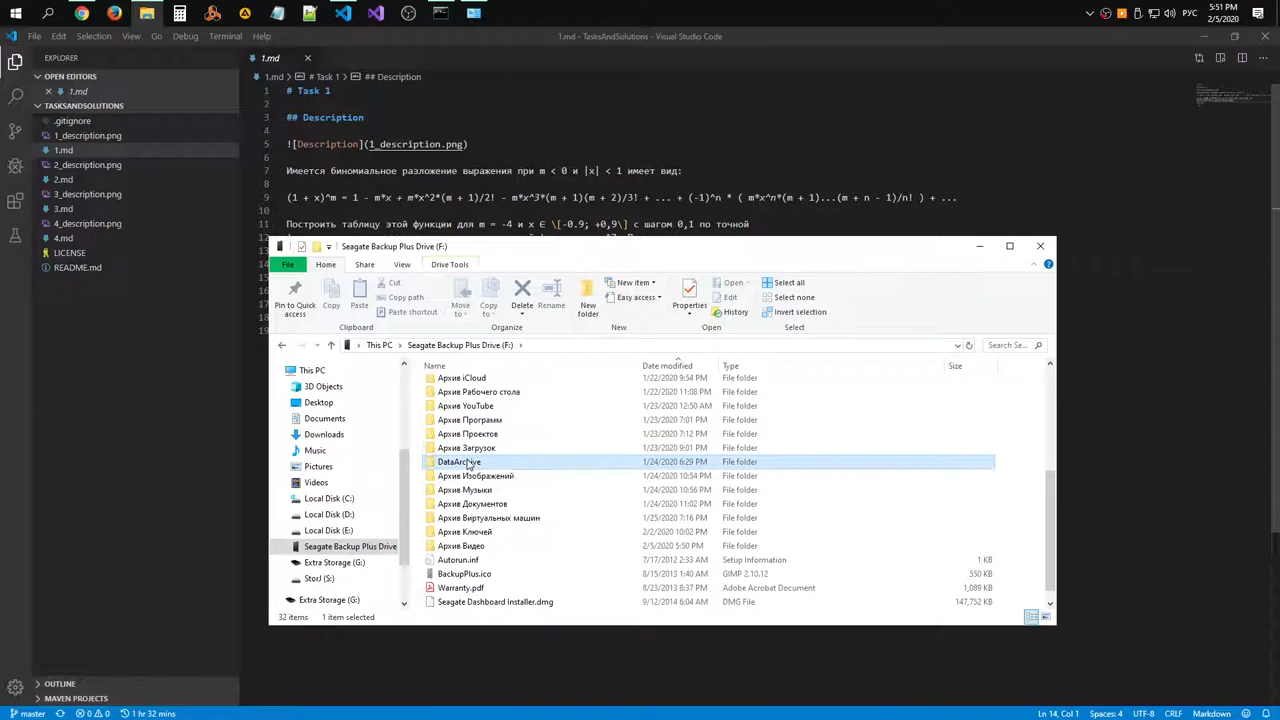 5:51 PM
РУС
2/5/2020
File Edit Selection View Go Debug Terminal Help
1.md - TasksAndSolutions - Visual Studio Code
EXPLORER
1.md
OPEN EDITORS
1.md
TASKSANDSOLUTIONS
.gitignore
1_description.png
1.md
2_description.png
2.md
3_description.png
3.md
4_description.png
4.md
LICENSE
README.md
OUTLINE
MAVEN PROJECTS
1.md > # Task 1 > ## Description
1 # Task 1
2
3 ## Description
4
5 ![Description](1_description.png)
6
7 Имеется биномиальное разложение выражения при m < 0 и |x| < 1 имеет вид:
8
9 (1 + x)^m = 1 - m*x + m*x^2*(m + 1)/2! - m*x^3*(m + 1)(m + 2)/3! + ... + (-1)^n * ( m*x^n*(m + 1)...(m + n - 1)/n! ) + ...
10
11 Построить таблицу этой функции для m = -4 и x ∈ \[-0.9; +0,9\] с шагом 0,1 по точной
Seagate Backup Plus Drive (F:)
File Home Share View Drive Tools
Pin to Quick access
Copy
Paste
Cut
Copy path
Paste shortcut
Clipboard
Move to
Copy to
Delete
Rename
Organize
New folder
New item
Easy access
New
Properties
Open
Edit
History
Open
Select all
Select none
Invert selection
Select
This PC > Seagate Backup Plus Drive (F:) >
Search Se...
This PC
3D Objects
Desktop
Documents
Downloads
Music
Pictures
Videos
Local Disk (C:)
Local Disk (D:)
Local Disk (E:)
Seagate Backup Plus Drive
Extra Storage (G:)
StorJ (S:)
Extra Storage (G:)
Name Date modified Type Size
Архив iCloud 1/22/2020 9:54 PM File folder
Архив Рабочего стола 1/22/2020 11:08 PM File folder
Архив YouTube 1/23/2020 12:50 AM File folder
Архив Программ 1/23/2020 7:01 PM File folder
Архив Проектов 1/23/2020 7:12 PM File folder
Архив Загрузок 1/23/2020 9:01 PM File folder
DataArchive 1/24/2020 6:29 PM File folder
Архив Изображений 1/24/2020 10:54 PM File folder
Архив Музыки 1/24/2020 10:56 PM File folder
Архив Документов 1/24/2020 11:02 PM File folder
Архив Виртуальных машин 1/25/2020 7:16 PM File folder
Архив Ключей 2/2/2020 10:02 PM File folder
Архив Видео 2/5/2020 5:50 PM File folder
Autorun.inf 7/17/2012 2:33 AM Setup Information 1 KB
BackupPlus.ico 8/15/2013 1:40 AM GIMP 2.10.12 550 KB
Warranty.pdf 8/23/2013 8:37 PM Adobe Acrobat Document 1,089 KB
Seagate Dashboard Installer.dmg 9/12/2014 6:04 AM DMG File 147,752 KB
32 items 1 item selected
master 0 0 1 hr 32 mins
Ln 14, Col 1 Spaces: 4 UTF-8 CRLF Markdown